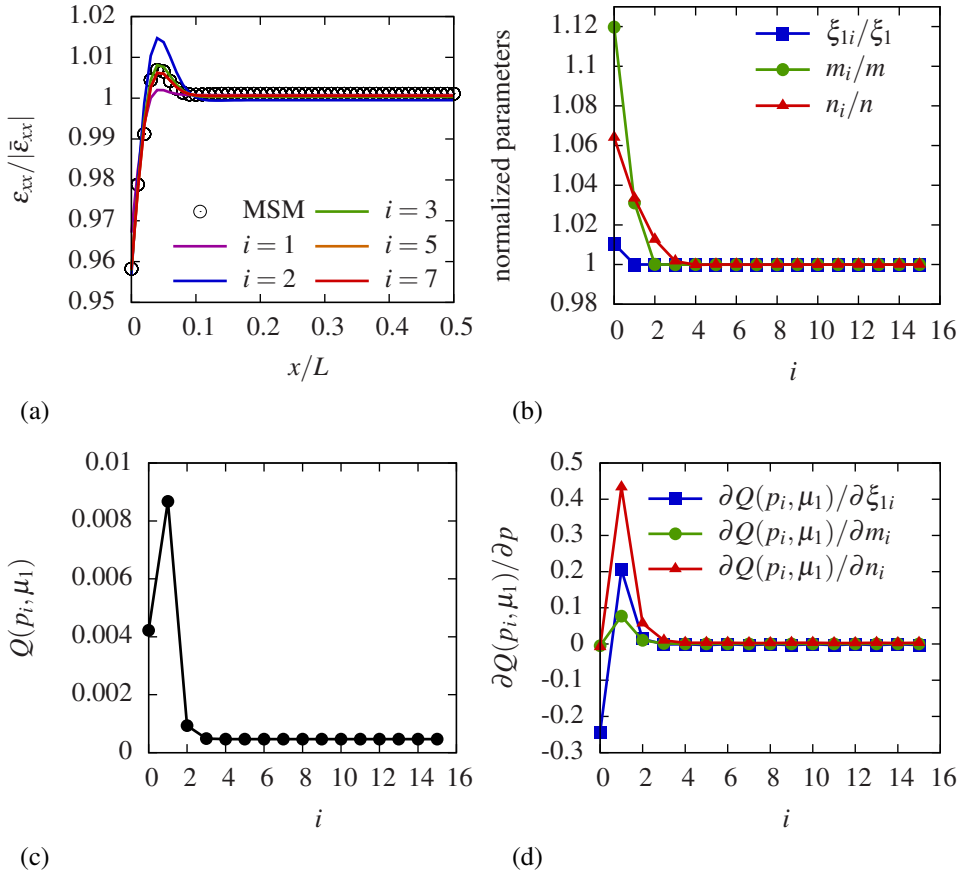 1.02
1.01
1
0.99
0.98
0.97
0.96
0.95
ε_xx/|ε̄_xx|
MSM
i = 1
i = 2
i = 3
i = 5
i = 7
0 0.1 0.2 0.3 0.4 0.5
x/L
(a)
1.12
1.1
1.08
1.06
1.04
1.02
1
0.98
normalized parameters
ξ_1i/ξ_1
m_i/m
n_i/n
0 2 4 6 8 10 12 14 16
i
(b)
0.01
0.008
0.006
0.004
0.002
0
Q(p_i, μ_1)
0 2 4 6 8 10 12 14 16
i
(c)
0.5
0.4
0.3
0.2
0.1
0
-0.1
-0.2
-0.3
∂Q(p_i, μ_1)/∂p
∂Q(p_i, μ_1)/∂ξ_1i
∂Q(p_i, μ_1)/∂m_i
∂Q(p_i, μ_1)/∂n_i
0 2 4 6 8 10 12 14 16
i
(d)